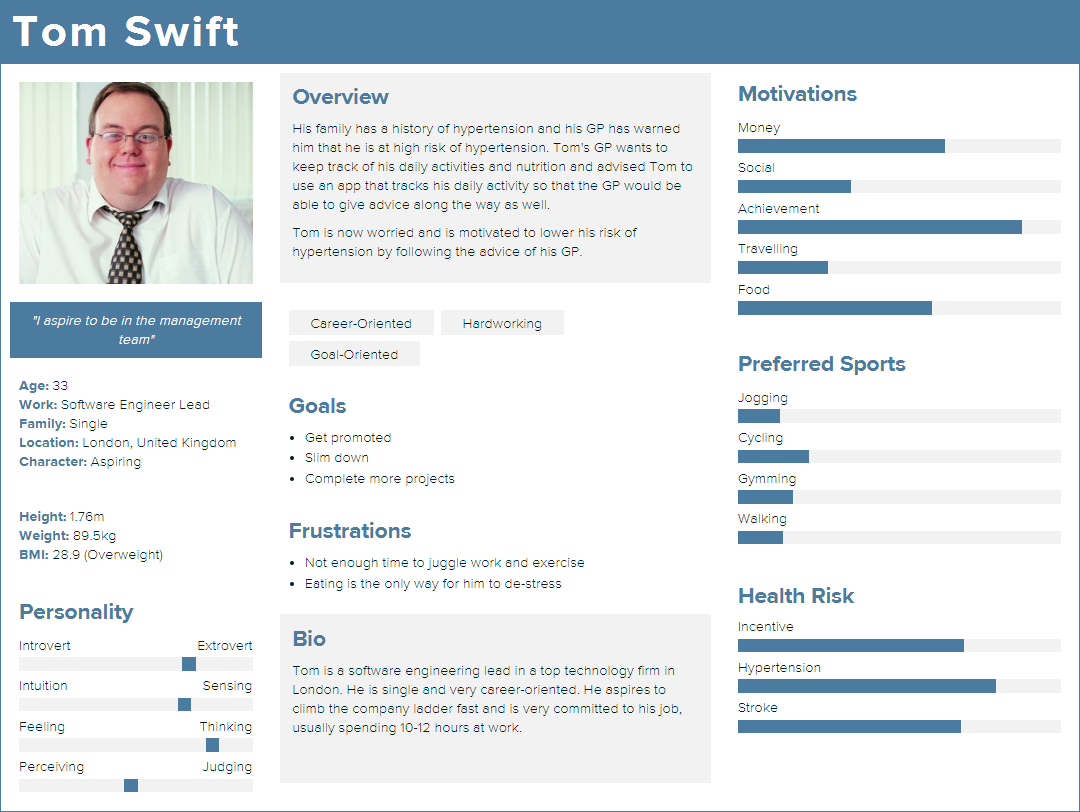 Tom Swift
"I aspire to be in the management
team"
Age: 33
Work: Software Engineer Lead
Family: Single
Location: London, United Kingdom
Character: Aspiring
Height: 1.76m
Weight: 89.5kg
BMI: 28.9 (Overweight)
Personality
Introvert Extrovert
Intuition Sensing
Feeling Thinking
Perceiving Judging
Overview
His family has a history of hypertension and his GP has warned
him that he is at high risk of hypertension. Tom's GP wants to
keep track of his daily activities and nutrition and advised Tom to
use an app that tracks his daily activity so that the GP would be
able to give advice along the way as well.
Tom is now worried and is motivated to lower his risk of
hypertension by following the advice of his GP.
Career-Oriented Hardworking
Goal-Oriented
Goals
• Get promoted
• Slim down
• Complete more projects
Frustrations
• Not enough time to juggle work and exercise
• Eating is the only way for him to de-stress
Bio
Tom is a software engineering lead in a top technology firm in
London. He is single and very career-oriented. He aspires to
climb the company ladder fast and is very committed to his job,
usually spending 10-12 hours at work.
Motivations
Money
Social
Achievement
Travelling
Food
Preferred Sports
Jogging
Cycling
Gymming
Walking
Health Risk
Incentive
Hypertension
Stroke